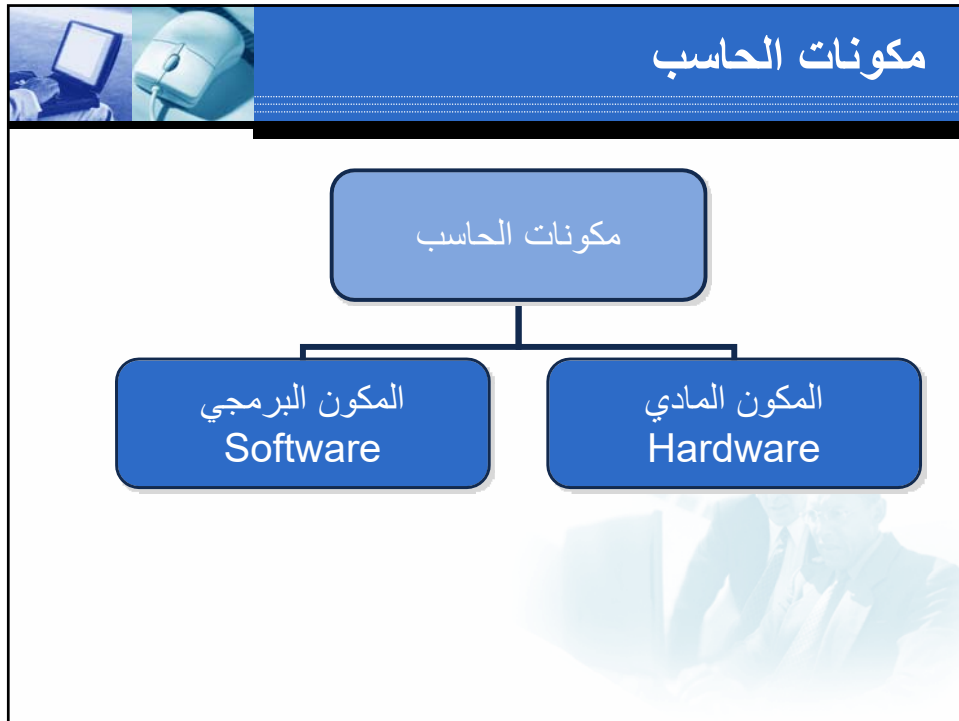 مكونات الحاسب
مكونات الحاسب
المكون المادي
Hardware
المكون البرمجي
Software